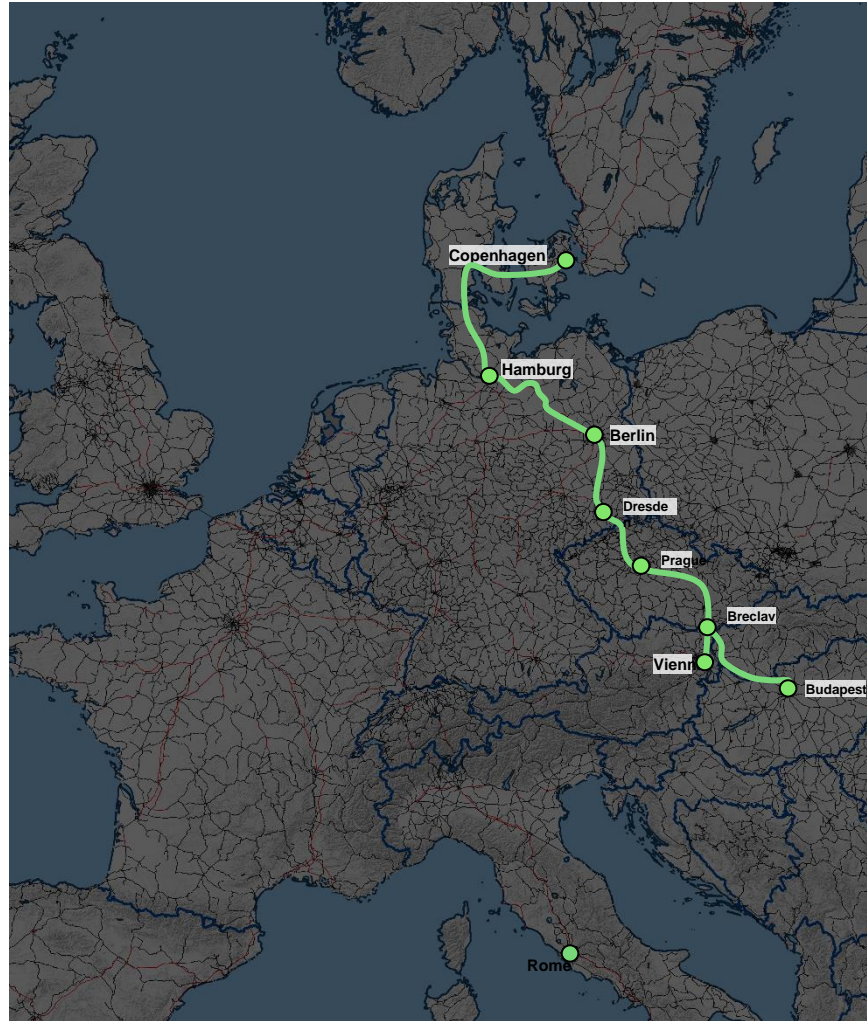 Copenhagen
Hamburg
Berlin
Dresde
Prague
Breclav
Vienn
Budapest
Rome